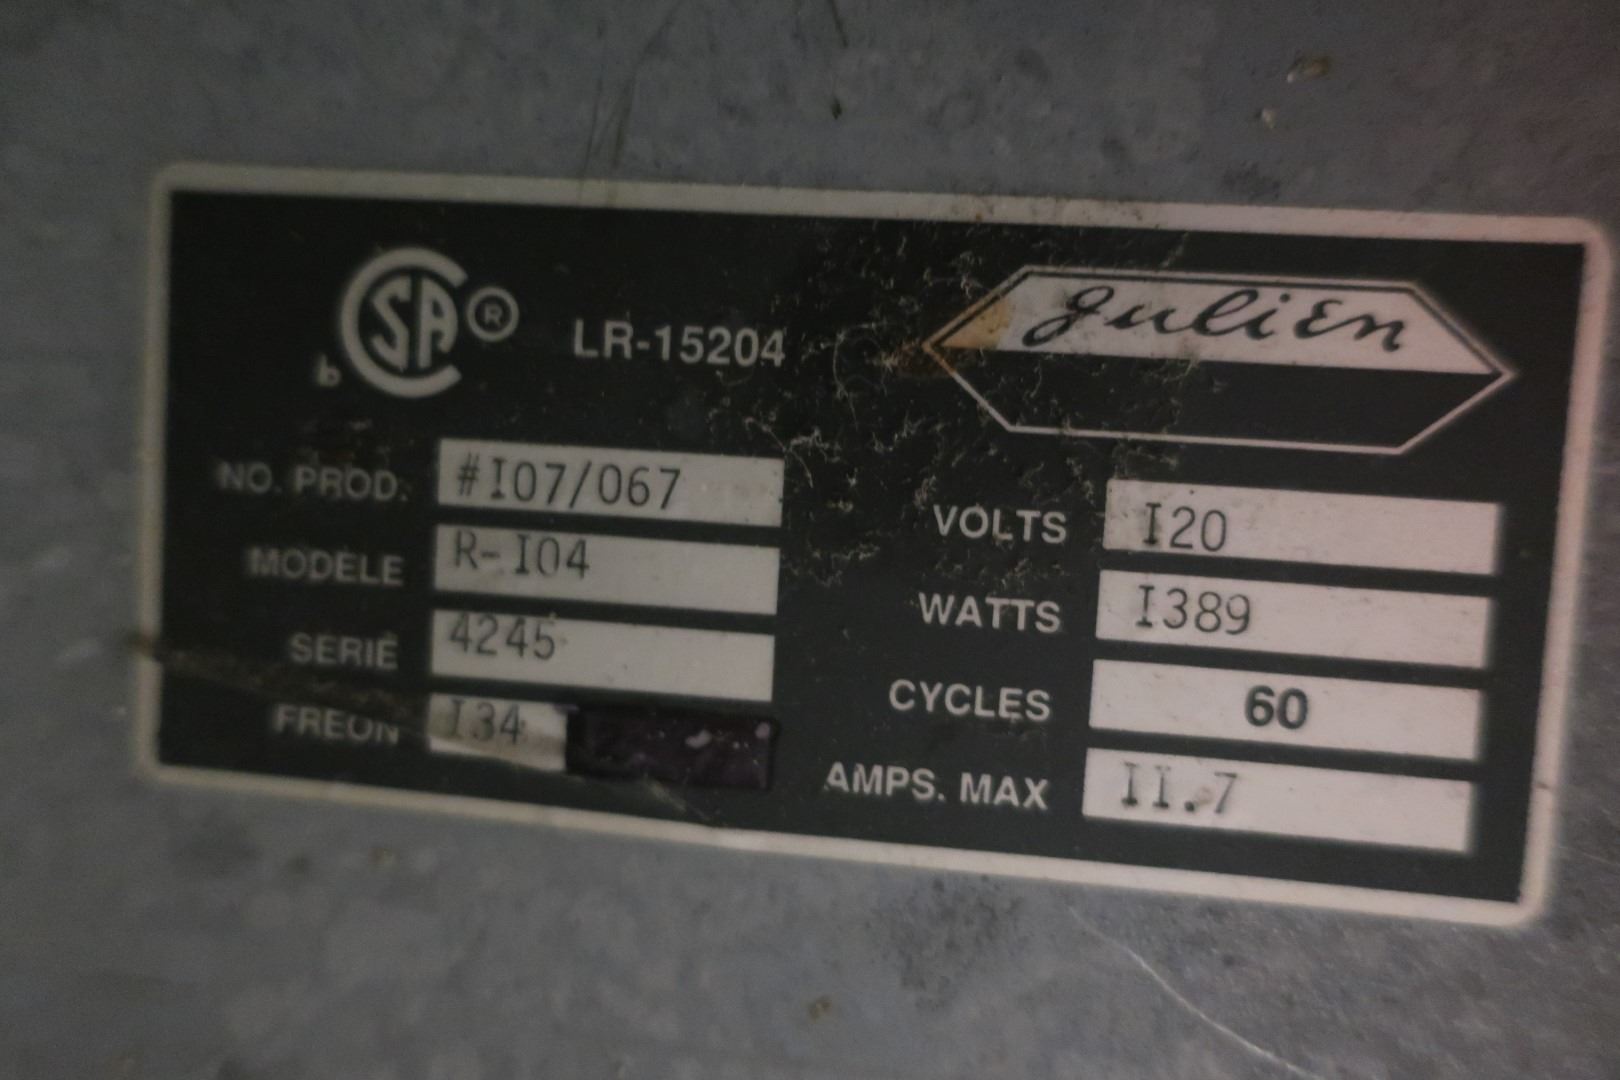 CSA ® LR-15204
Julien
NO. PROD. #I07/067
MODÈLE R-I04
SERIE 4245
FREON I34
VOLTS I20
WATTS I389
CYCLES 60
AMPS. MAX II.7